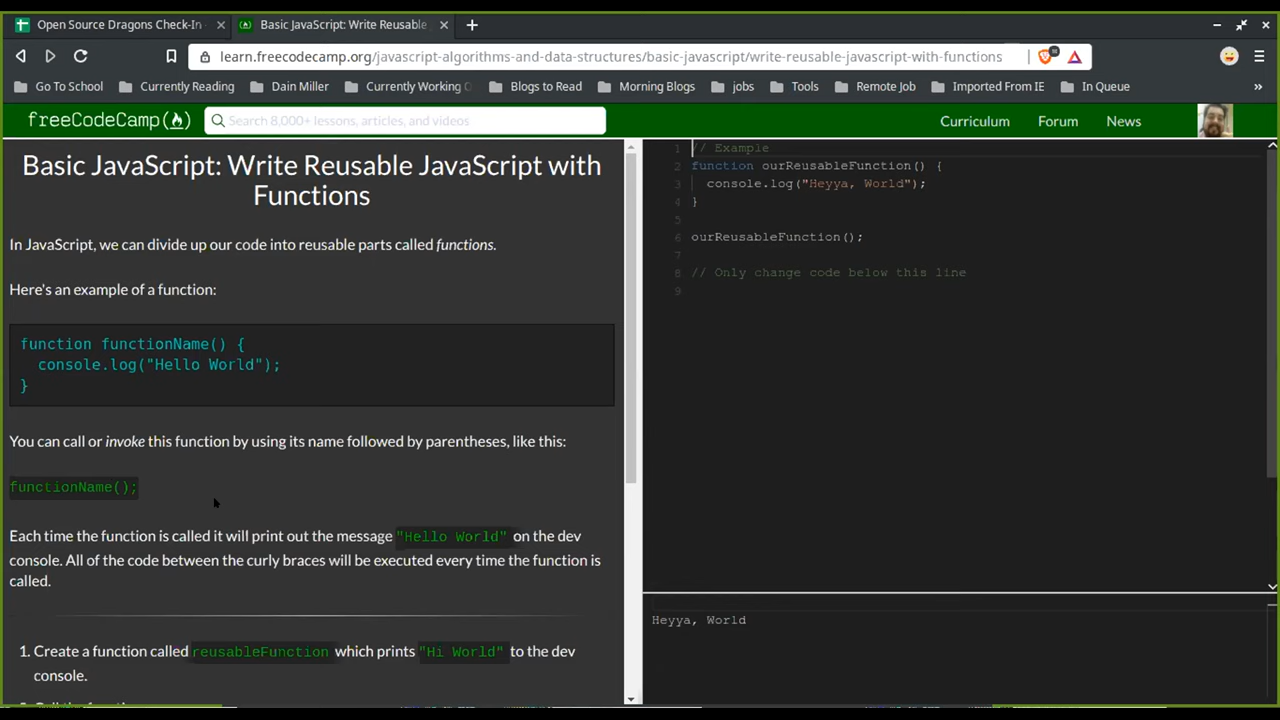 Open Source Dragons Check-In
Basic JavaScript: Write Reusable
learn.freecodecamp.org/javascript-algorithms-and-data-structures/basic-javascript/write-reusable-javascript-with-functions
Go To School
Currently Reading
Dain Miller
Currently Working
Blogs to Read
Morning Blogs
jobs
Tools
Remote Job
Imported From IE
In Queue
»
freeCodeCamp
Search 8,000+ lessons, articles, and videos
Curriculum
Forum
News
Basic JavaScript: Write Reusable JavaScript with
Functions
In JavaScript, we can divide up our code into reusable parts called functions.
Here's an example of a function:
function functionName() {
console.log("Hello World");
}
You can call or invoke this function by using its name followed by parentheses, like this:
functionName();
Each time the function is called it will print out the message "Hello World" on the dev
console. All of the code between the curly braces will be executed every time the function is
called.
1. Create a function called reusableFunction which prints "Hi World" to the dev
console.
1 // Example
2 function ourReusableFunction() {
3 console.log("Heyya, World");
4 }
5
6 ourReusableFunction();
7
8 // Only change code below this line
9
Heyya, World